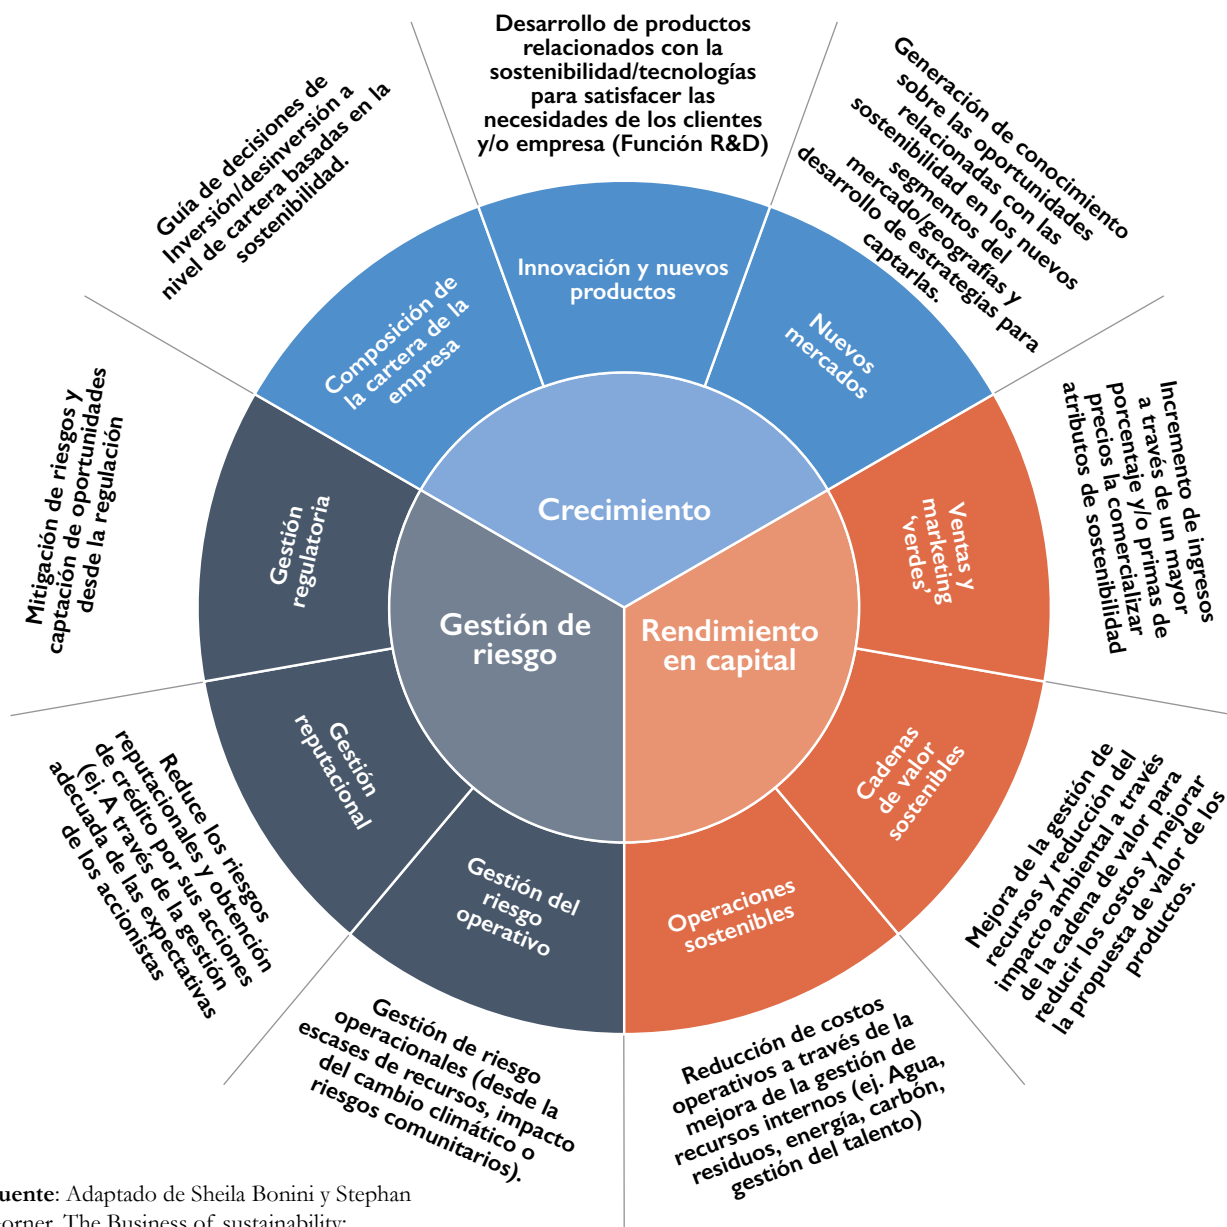 Desarrollo de productos
relacionados con la
sostenibilidad/tecnologías
para satisfacer las
necesidades de los clientes
y/o empresa (Función R&D)
Generación de conocimiento
sobre las oportunidades
relacionadas con las
sostenibilidad en los nuevos
segmentos del
mercado/geografías y
desarrollo de estrategias para
captarlas.
Incremento de ingresos
a través de un mayor
porcentaje y/o primas de
precios la comercializar
atributos de sostenibilidad
Mejora de la gestión de
recursos y reducción del
impacto ambiental a través
de la cadena de valor para
reducir los costos y mejorar
la propuesta de valor de los
productos.
Reducción de costos
operativos a través de la
mejora de la gestión de
recursos internos (ej. Agua,
residuos, energía, carbón,
gestión del talento)
Gestión de riesgo
operacionales (desde la
escases de recursos, impacto
del cambio climático o
riesgos comunitarios).
Reduce los riesgos
reputacionales y obtención
de crédito por sus acciones
(ej. A través de la gestión
adecuada de las expectativas
de los accionistas
Mitigación de riesgos y
captación de oportunidades
desde la regulación
Guía de decisiones de
Inversión/desinversión a
nivel de cartera basadas en la
sostenibilidad.
Composición de
la cartera de la
empresa
Innovación y nuevos
productos
Nuevos
mercados
Ventas y
marketing
‘verdes’
Cadenas
de valor
sostenibles
Operaciones
sostenibles
Gestión del
riesgo
operativo
Gestión
reputacional
Gestión
regulatoria
Crecimiento
Gestión de
riesgo
Rendimiento
en capital
uente: Adaptado de Sheila Bonini y Stephan
orner. The Business of sustainability: